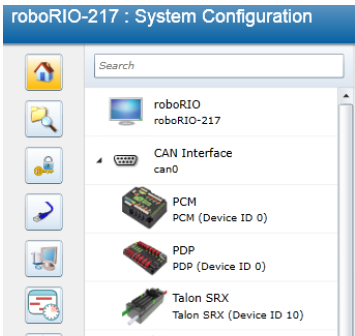 roboRIO-217 : System Configuration
Search
roboRIO
roboRIO-217
CAN Interface
can0
PCM
PCM (Device ID 0)
PDP
PDP (Device ID 0)
Talon SRX
Talon SRX (Device ID 10)